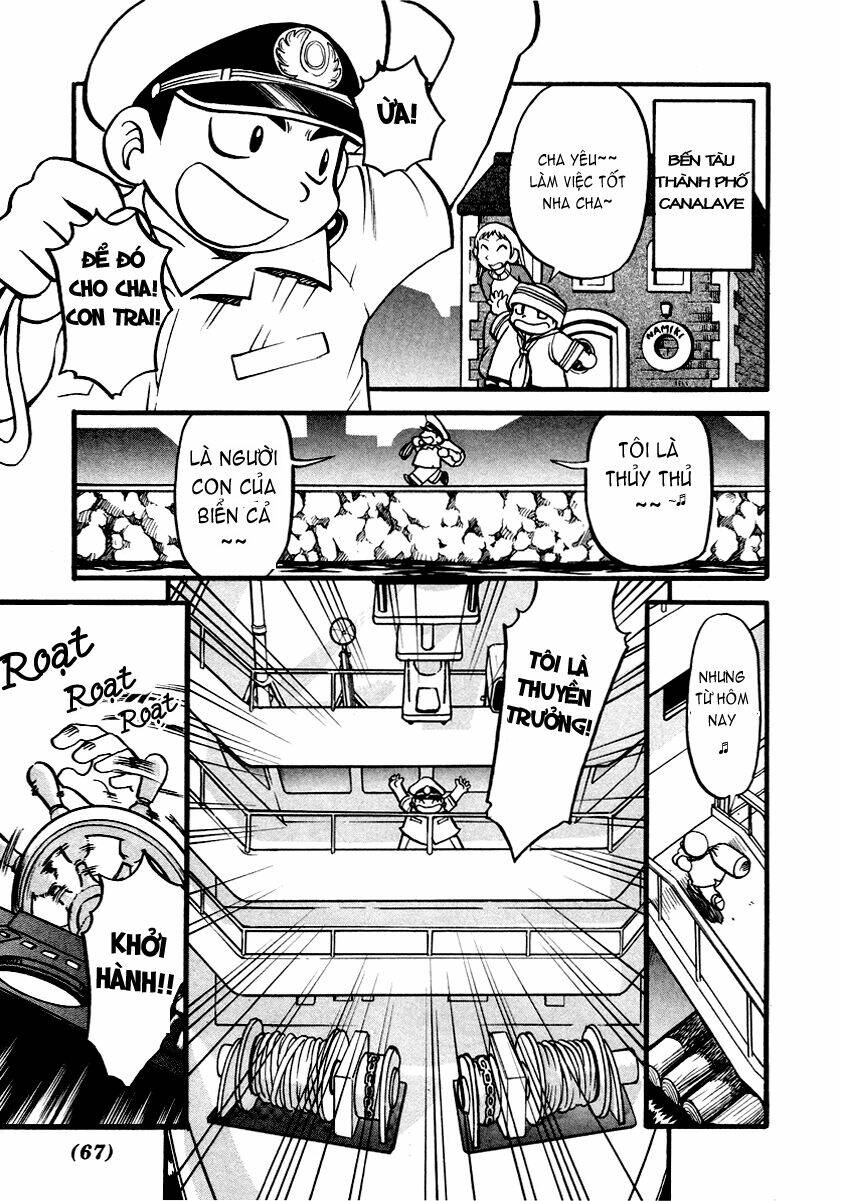 BẾN TÀU
THÀNH PHỐ
CANALAVE
CHA YÊU~~
LÀM VIỆC TỐT
NHA CHA~
NAMIKI
ỪA!
ĐỂ ĐÓ
CHO CHA!
CON TRAI!
TÔI LÀ
THỦY THỦ
~~ ~♬
LÀ NGƯỜI
CON CỦA
BIỂN CẢ
~~
NHƯNG
TỪ HÔM
NAY
♬
TÔI LÀ
THUYỀN
TRƯỞNG!
Roạt
Roạt
Roạt
KHỞI
HÀNH!!
(67)